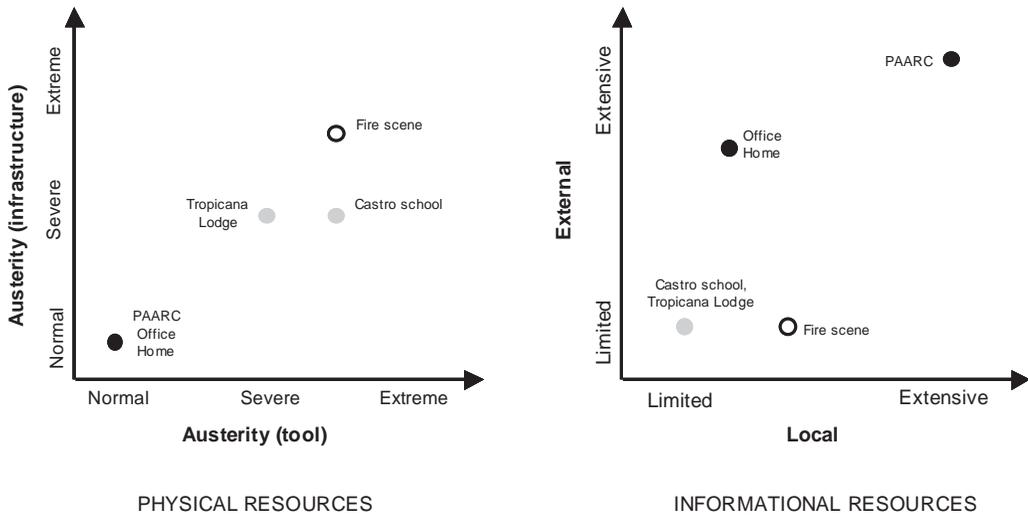 Austerity (infrastructure)
Extreme
Severe
Normal
Fire scene
Tropicana
Lodge
Castro school
PAARC
Office
Home
Normal
Severe
Extreme
Austerity (tool)
PHYSICAL RESOURCES
External
Extensive
Limited
PAARC
Office
Home
Castro school,
Tropicana Lodge
Fire scene
Limited
Extensive
Local
INFORMATIONAL RESOURCES